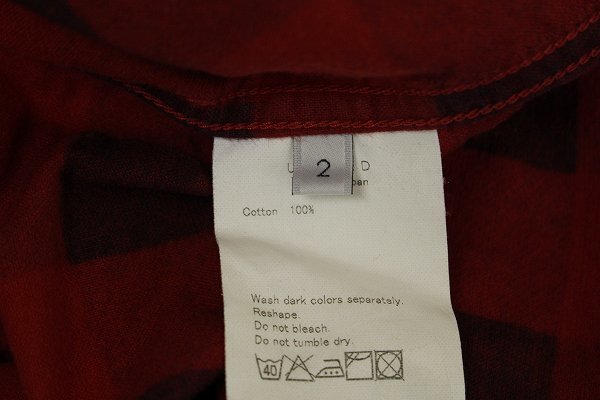 2
Cotton 100%
Wash dark colors separately.
Reshape.
Do not bleach.
Do not tumble dry.
40